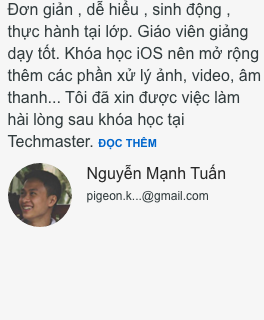 Đơn giản , dễ hiểu , sinh động ,
thực hành tại lớp. Giáo viên giảng
dạy tốt. Khóa học iOS nên mở rộng
thêm các phần xử lý ảnh, video, âm
thanh... Tôi đã xin được việc làm
hài lòng sau khóa học tại
Techmaster. ĐỌC THÊM
Nguyễn Mạnh Tuấn
pigeon.k...@gmail.com